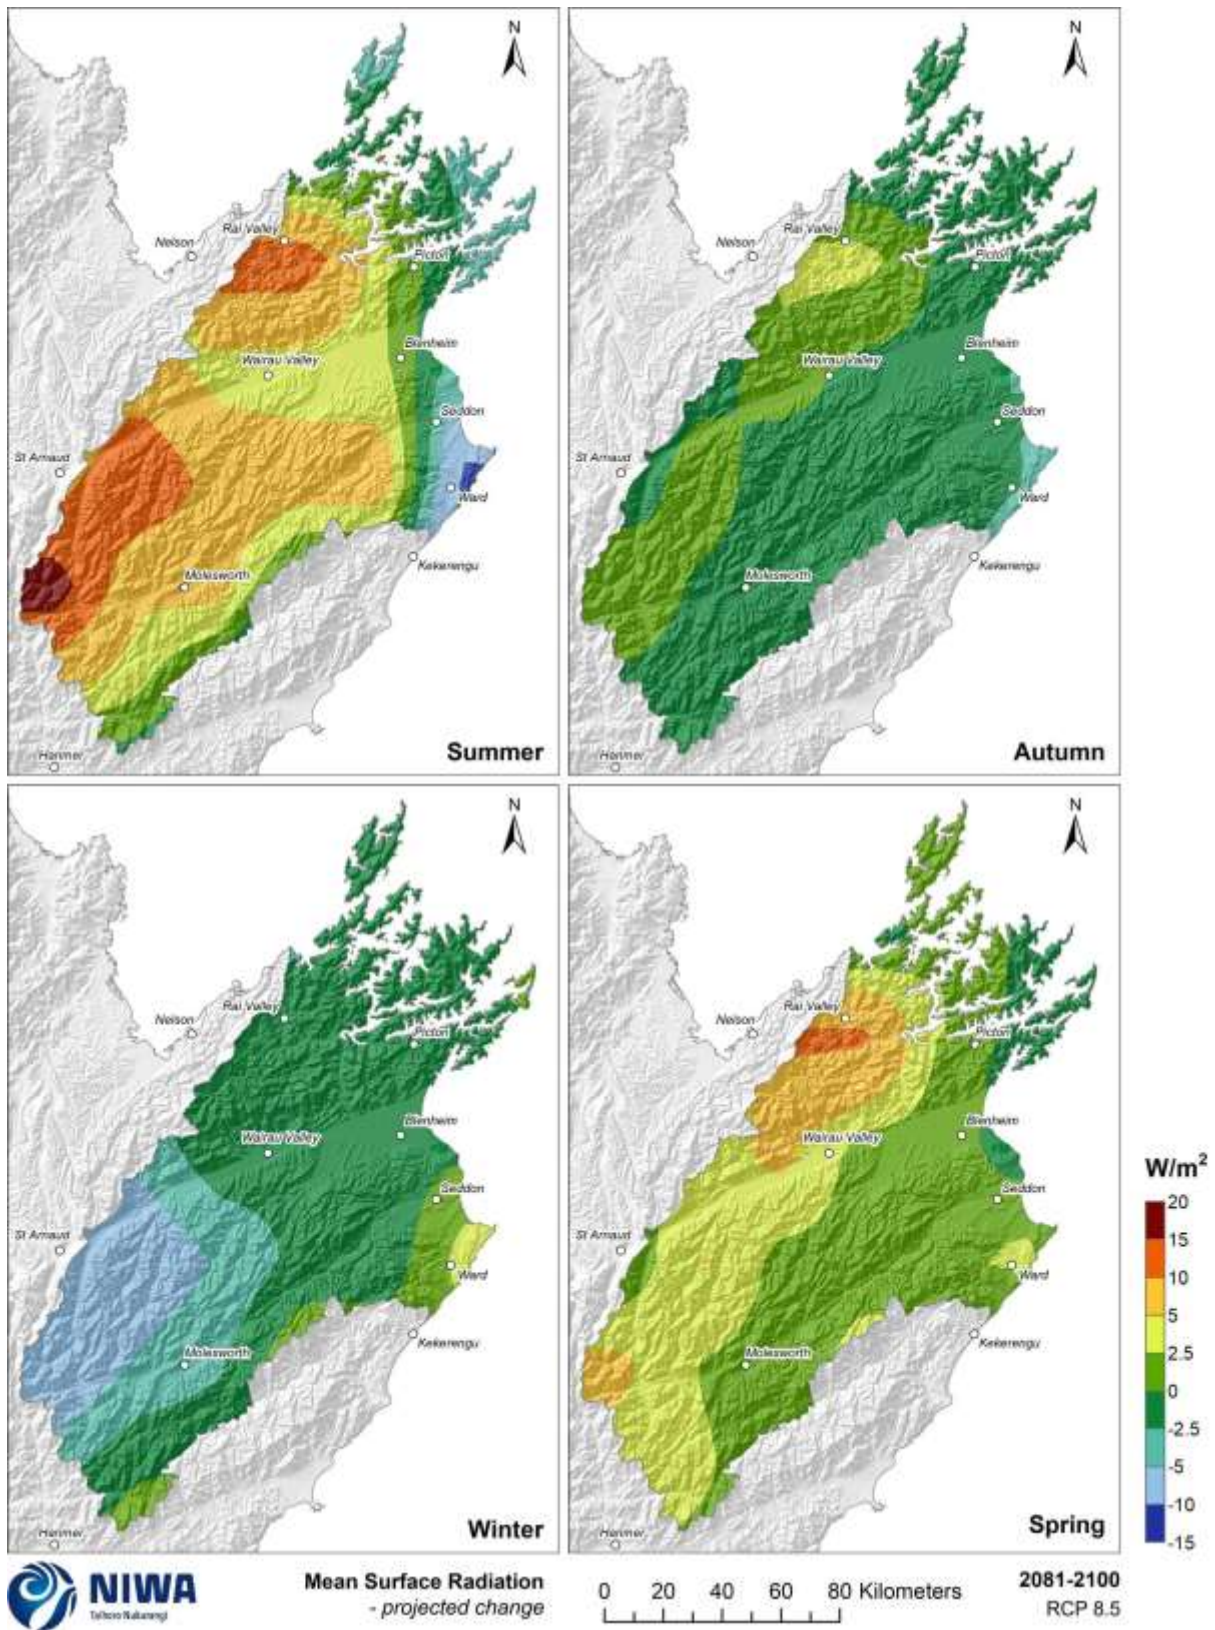 N
Rai Valley
Nelson
Picton
Blenheim
Wairau Valley
Seddon
St Arnaud
Ward
Kekerengu
Molesworth
Hanmer
Summer
N
Rai Valley
Nelson
Picton
Blenheim
Wairau Valley
Seddon
St Arnaud
Ward
Kekerengu
Molesworth
Hanmer
Autumn
N
Rai Valley
Nelson
Picton
Blenheim
Wairau Valley
Seddon
St Arnaud
Ward
Kekerengu
Molesworth
Hanmer
Winter
N
Rai Valley
Nelson
Picton
Blenheim
Wairau Valley
Seddon
St Arnaud
Ward
Kekerengu
Molesworth
Hanmer
Spring
W/m²
20
15
10
5
2.5
0
-2.5
-5
-10
-15
NIWA
Taihoro Nukurangi
Mean Surface Radiation
- projected change
0 20 40 60 80 Kilometers
2081-2100
RCP 8.5